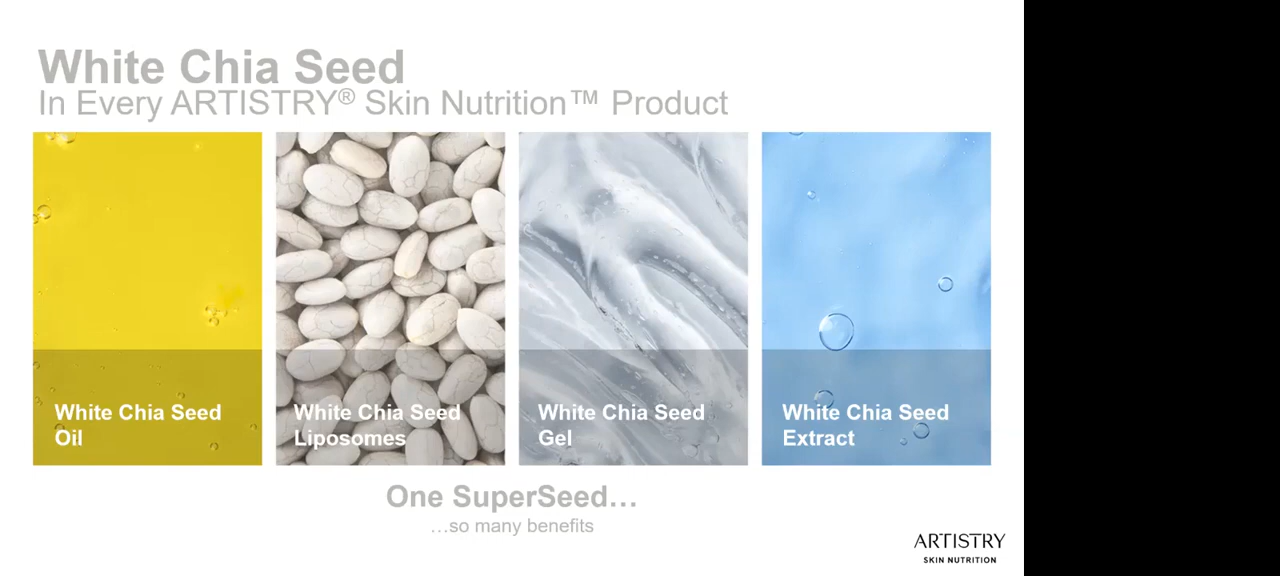 White Chia Seed
In Every ARTISTRY® Skin Nutrition™ Product
White Chia Seed
Oil
White Chia Seed
Liposomes
White Chia Seed
Gel
White Chia Seed
Extract
One SuperSeed…
…so many benefits
ARTISTRY
SKIN NUTRITION